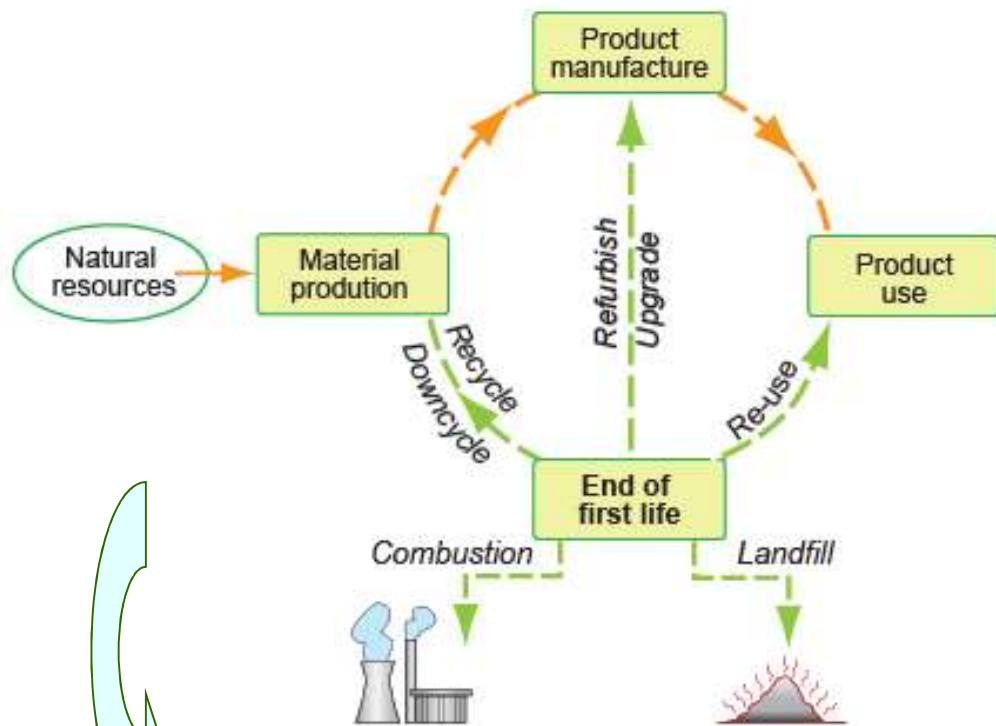 Product
manufacture
Natural
resources
Material
prodution
Refurbish
Upgrade
Product
use
Recycle
Downcycle
Re-use
End of
first life
Combustion
Landfill